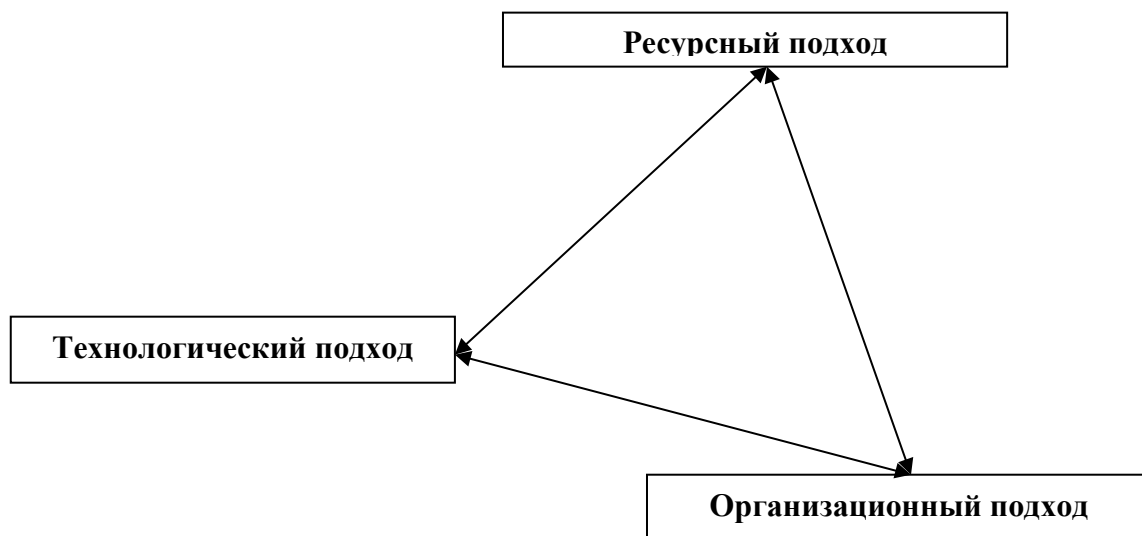 Ресурсный подход
Технологический подход
Организационный подход